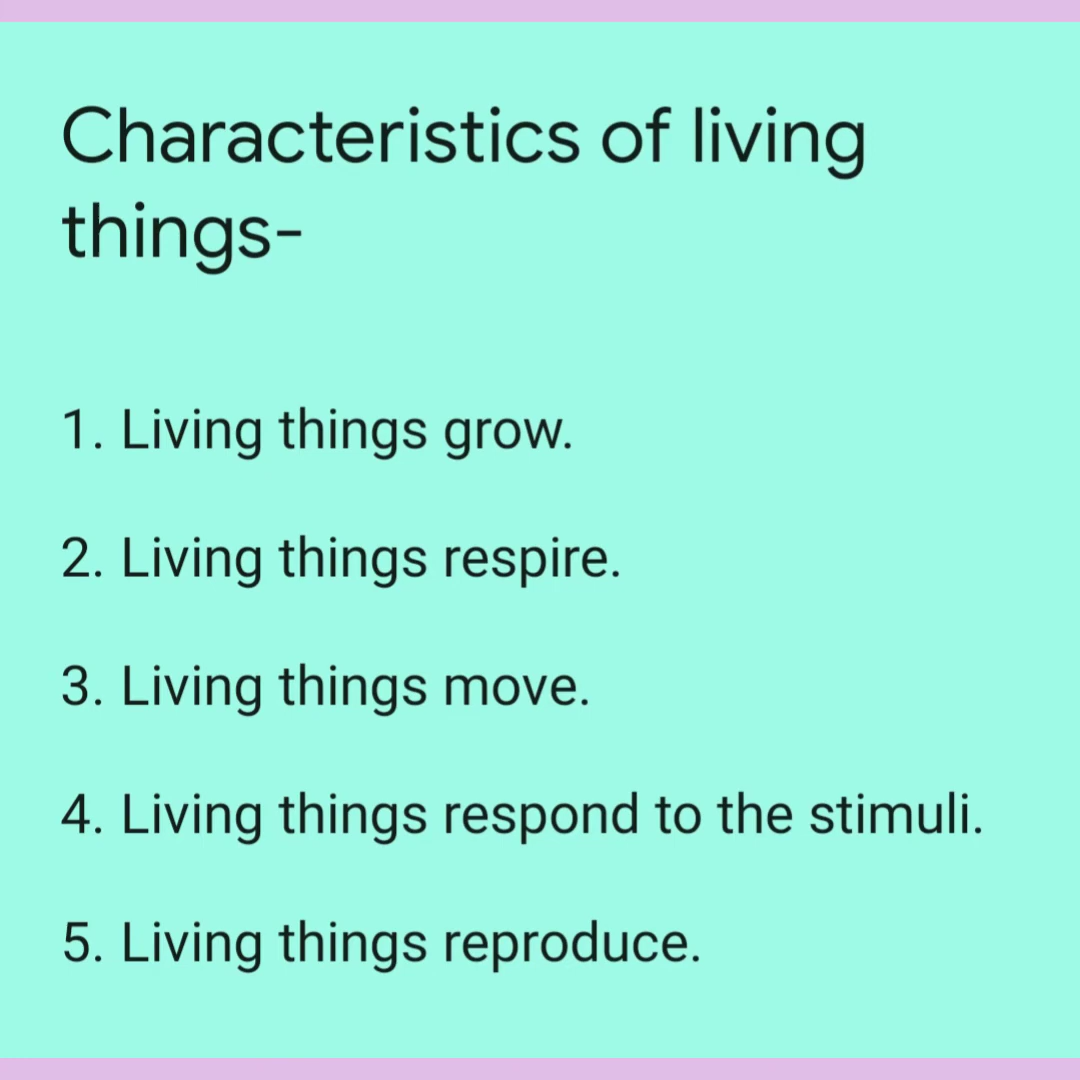 Characteristics of living
things-
1. Living things grow.
2. Living things respire.
3. Living things move.
4. Living things respond to the stimuli.
5. Living things reproduce.